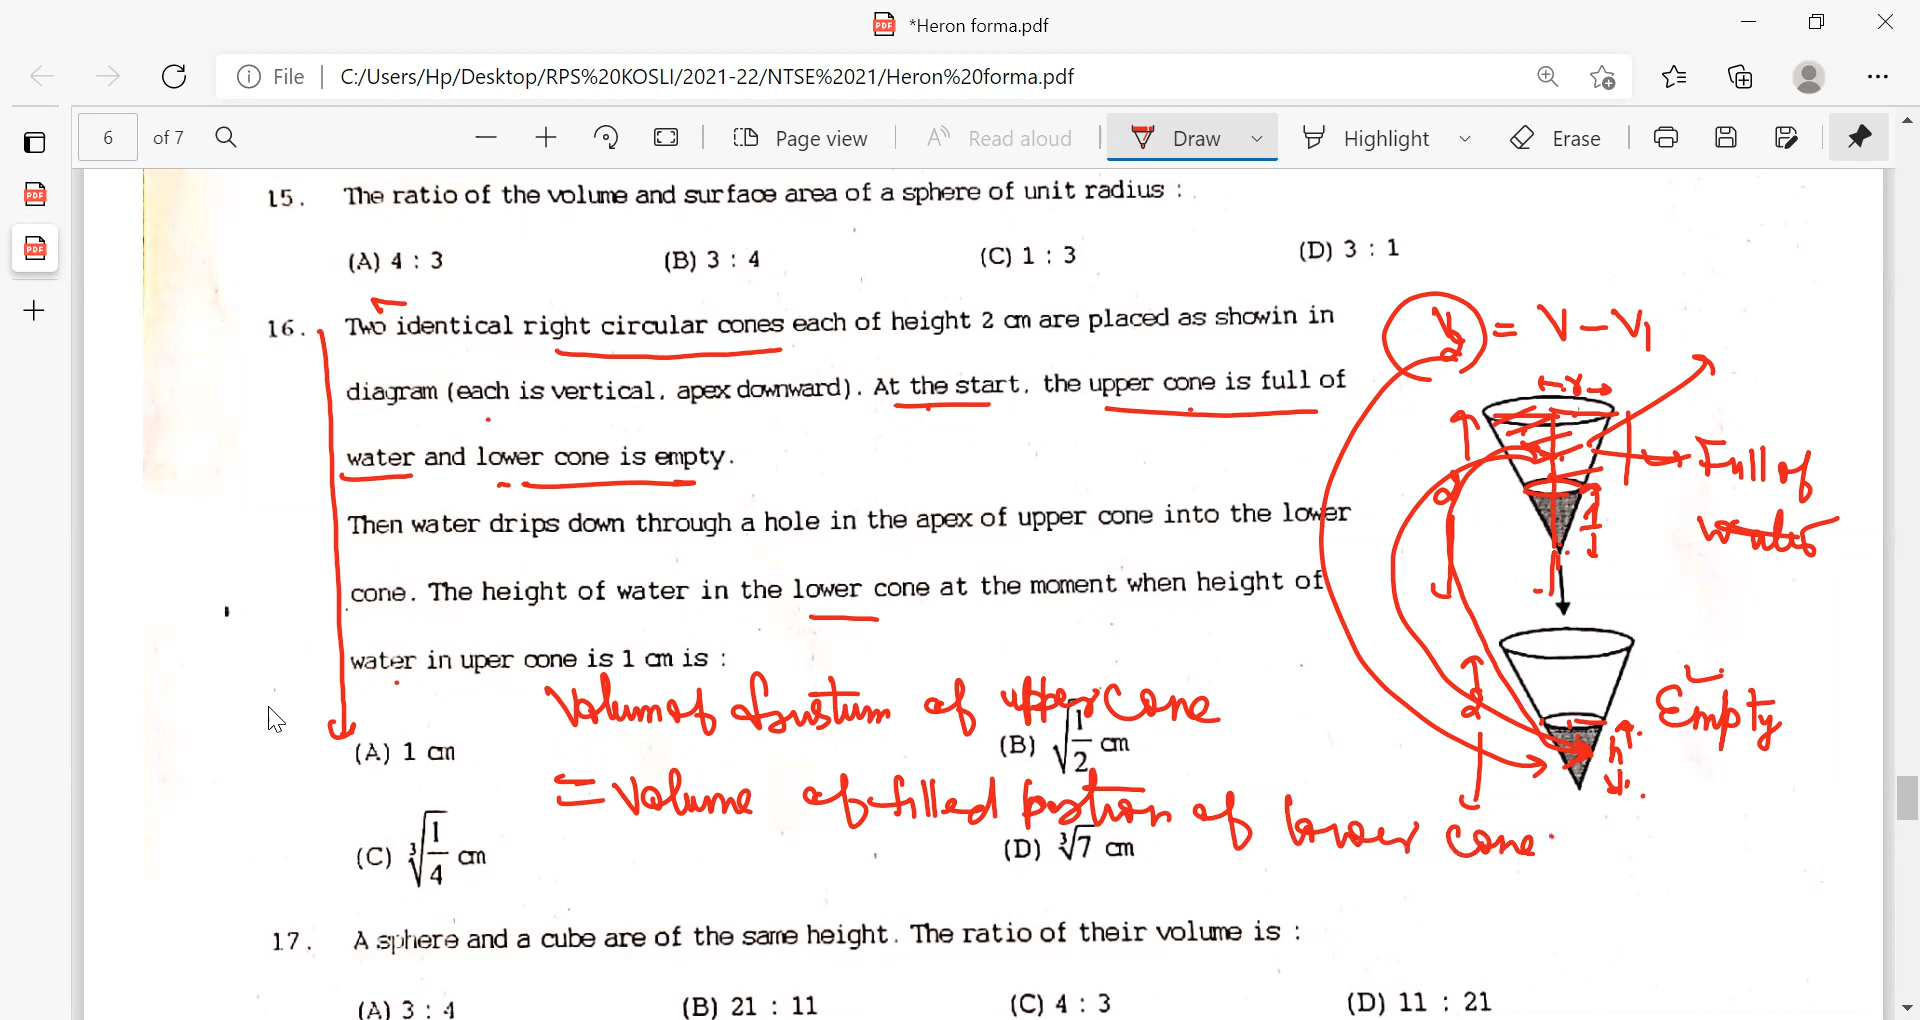 *Heron forma.pdf
File C:/Users/Hp/Desktop/RPS%20KOSLI/2021-22/NTSE%2021/Heron%20forma.pdf
6 of 7 Page view Read aloud Draw Highlight Erase
15. The ratio of the volume and surface area of a sphere of unit radius :
(A) 4 : 3 (B) 3 : 4 (C) 1 : 3 (D) 3 : 1
16. Two identical right circular cones each of height 2 cm are placed as showin in
diagram (each is vertical, apex downward). At the start, the upper cone is full of
water and lower cone is empty.
Then water drips down through a hole in the apex of upper cone into the lower
cone. The height of water in the lower cone at the moment when height of
water in uper cone is 1 cm is :
(A) 1 cm (B) √1/2 cm
(C) ³√1/4 cm (D) ³√7 cm
V2 = V - V1
r
Full of
2
1
Empty
2
h
Volume of frustum of upper cone
= Volume of filled portion of lower cone.
17. A sphere and a cube are of the same height. The ratio of their volume is :
(A) 3 : 4 (B) 21 : 11 (C) 4 : 3 (D) 11 : 21